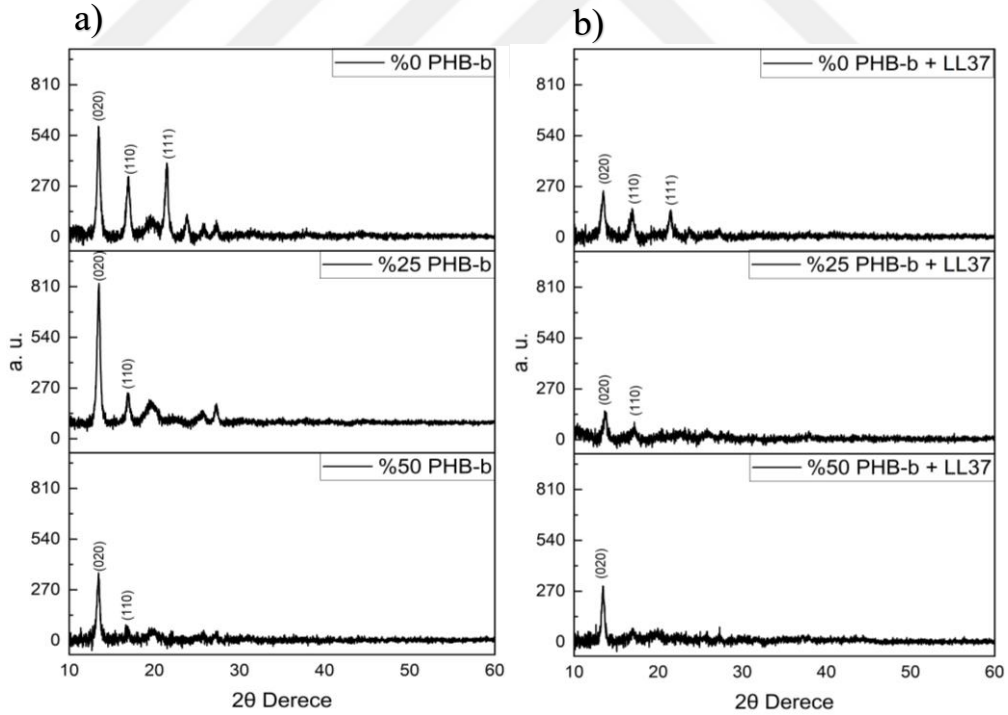 a)
%0 PHB-b
810
540
270
0
(020)
(110)
(111)
%25 PHB-b
810
540
270
0
(020)
(110)
%50 PHB-b
810
540
270
0
(020)
(110)
a. u.
10 20 30 40 50 60
2θ Derece
b)
%0 PHB-b + LL37
810
540
270
0
(020)
(110)
(111)
%25 PHB-b + LL37
810
540
270
0
(020)
(110)
%50 PHB-b + LL37
810
540
270
0
(020)
a. u.
10 20 30 40 50 60
2θ Derece